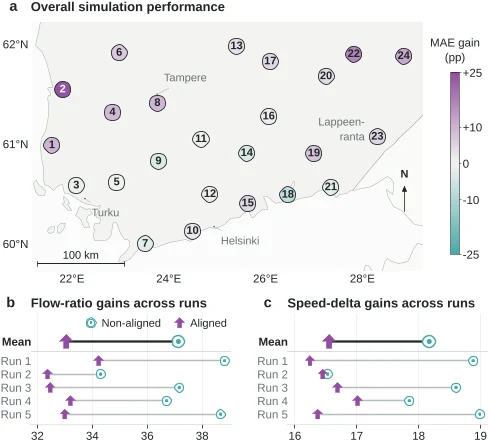 a Overall simulation performance
62°N
61°N
60°N
22°E 24°E 26°E 28°E
MAE gain
(pp)
+25
+10
0
-10
-25
13
6
17
22
24
20
2
Tampere
8
4
16
Lappeen-
ranta
23
11
1
14
19
9
3
5
12
18
21
15
Turku
10
7
Helsinki
N
100 km
b Flow-ratio gains across runs
Non-aligned Aligned
Mean
Run 1
Run 2
Run 3
Run 4
Run 5
32 34 36 38
c Speed-delta gains across runs
Mean
Run 1
Run 2
Run 3
Run 4
Run 5
16 17 18 19